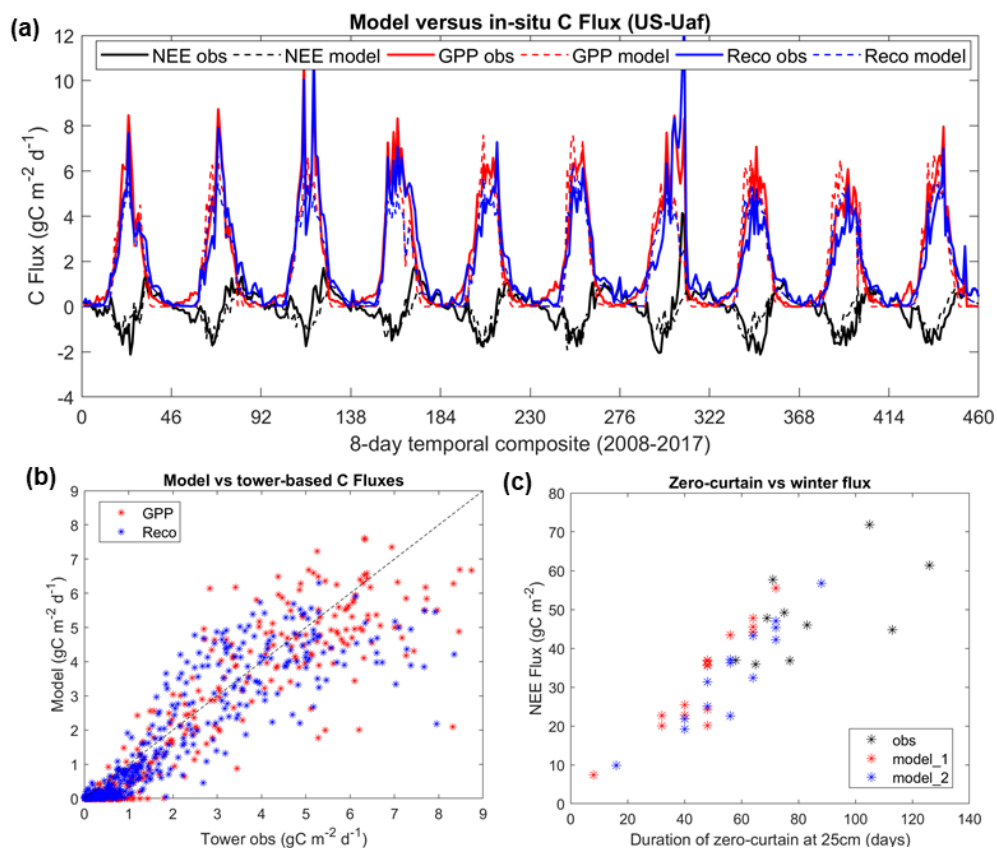 (a)
Model versus in-situ C Flux (US-Uaf)
NEE obs NEE model GPP obs GPP model Reco obs Reco model
C Flux (gC m-2 d-1)
12
10
8
6
4
2
0
-2
-4
0 46 92 138 184 230 276 322 368 414 460
8-day temporal composite (2008-2017)
(b)
Model vs tower-based C Fluxes
GPP
Reco
Model (gC m-2 d-1)
9
8
7
6
5
4
3
2
1
0
0 1 2 3 4 5 6 7 8 9
Tower obs (gC m-2 d-1)
(c)
Zero-curtain vs winter flux
NEE Flux (gC m-2)
80
70
60
50
40
30
20
10
0
obs
model_1
model_2
0 20 40 60 80 100 120 140
Duration of zero-curtain at 25cm (days)